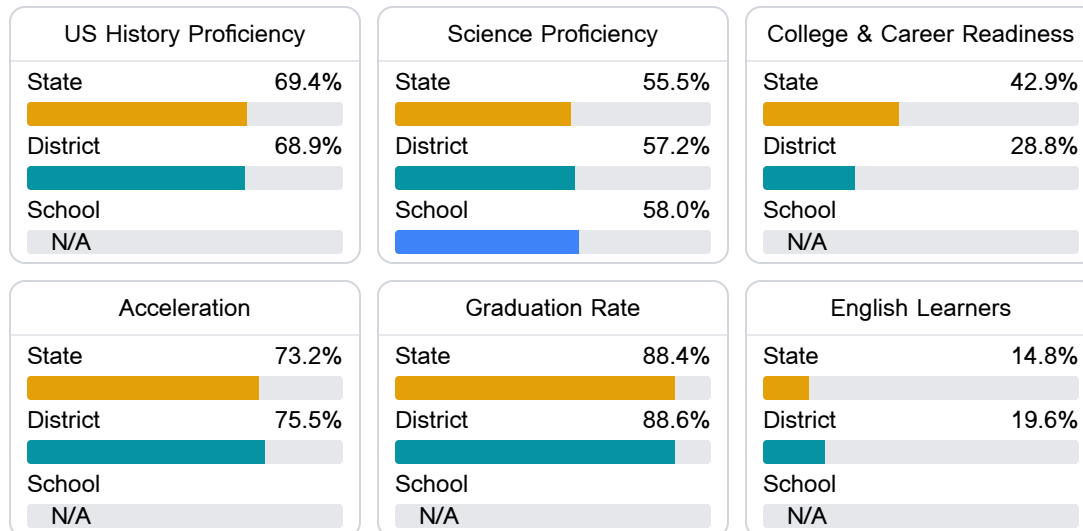 US History Proficiency
State 69.4%
District 68.9%
School
N/A
Science Proficiency
State 55.5%
District 57.2%
School 58.0%
College & Career Readiness
State 42.9%
District 28.8%
School
N/A
Acceleration
State 73.2%
District 75.5%
School
N/A
Graduation Rate
State 88.4%
District 88.6%
School
N/A
English Learners
State 14.8%
District 19.6%
School
N/A